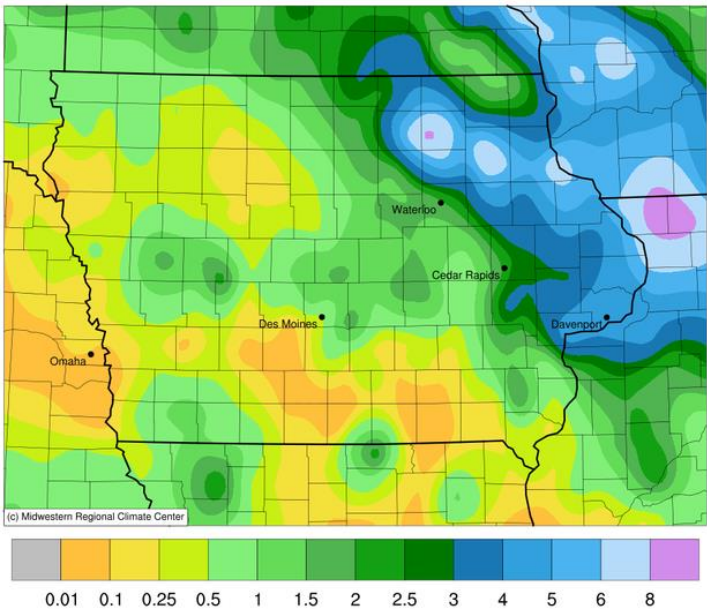 Waterloo
Cedar Rapids
Des Moines
Davenport
Omaha
(c) Midwestern Regional Climate Center
0.01 0.1 0.25 0.5 1 1.5 2 2.5 3 4 5 6 8